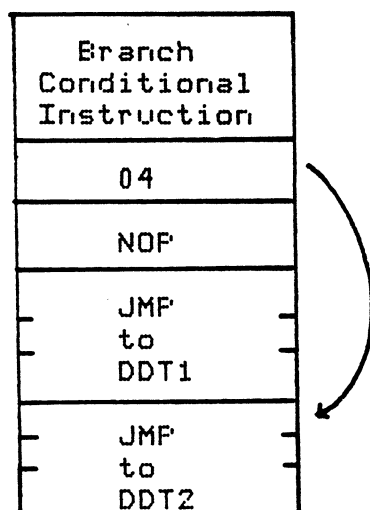 Branch
Conditional
Instruction
04
NOP
JMP
to
DDT1
JMP
to
DDT2